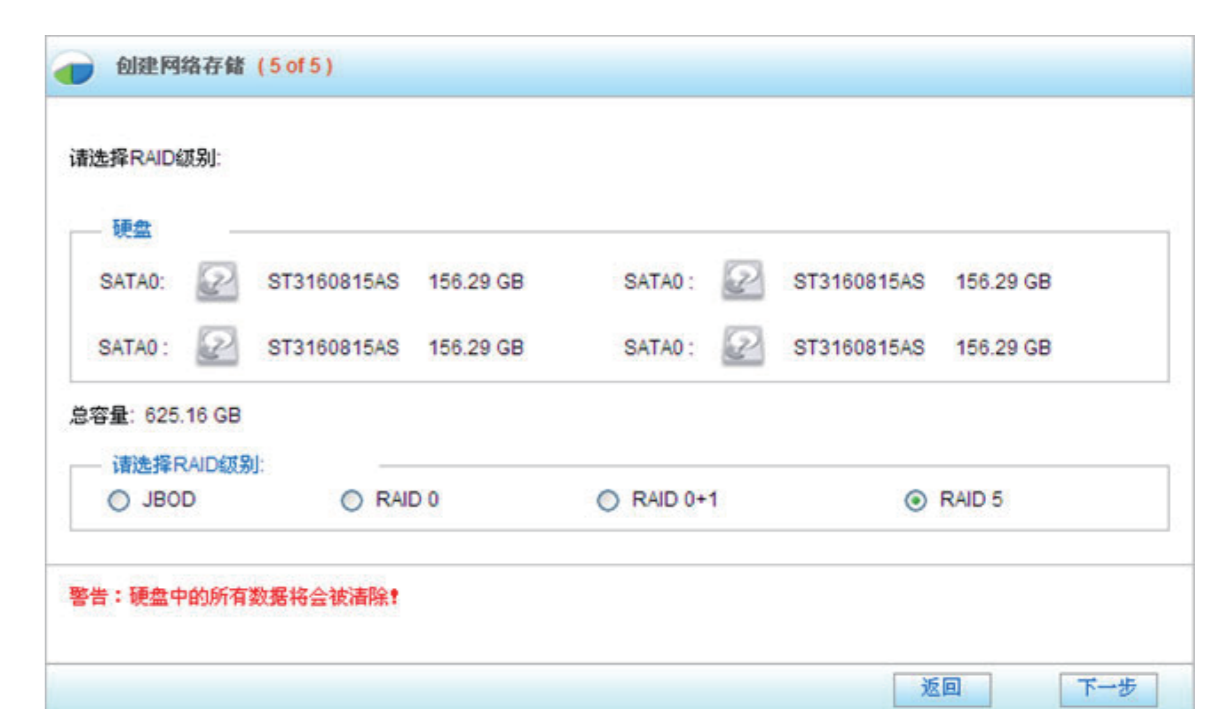 创建网络存储 ( 5 of 5 )
请选择RAID级别:
硬盘
SATA0: ST3160815AS 156.29 GB SATA0 : ST3160815AS 156.29 GB
SATA0 : ST3160815AS 156.29 GB SATA0 : ST3160815AS 156.29 GB
总容量: 625.16 GB
请选择RAID级别:
JBOD RAID 0 RAID 0+1 RAID 5
警告：硬盘中的所有数据将会被清除!
返回 下一步